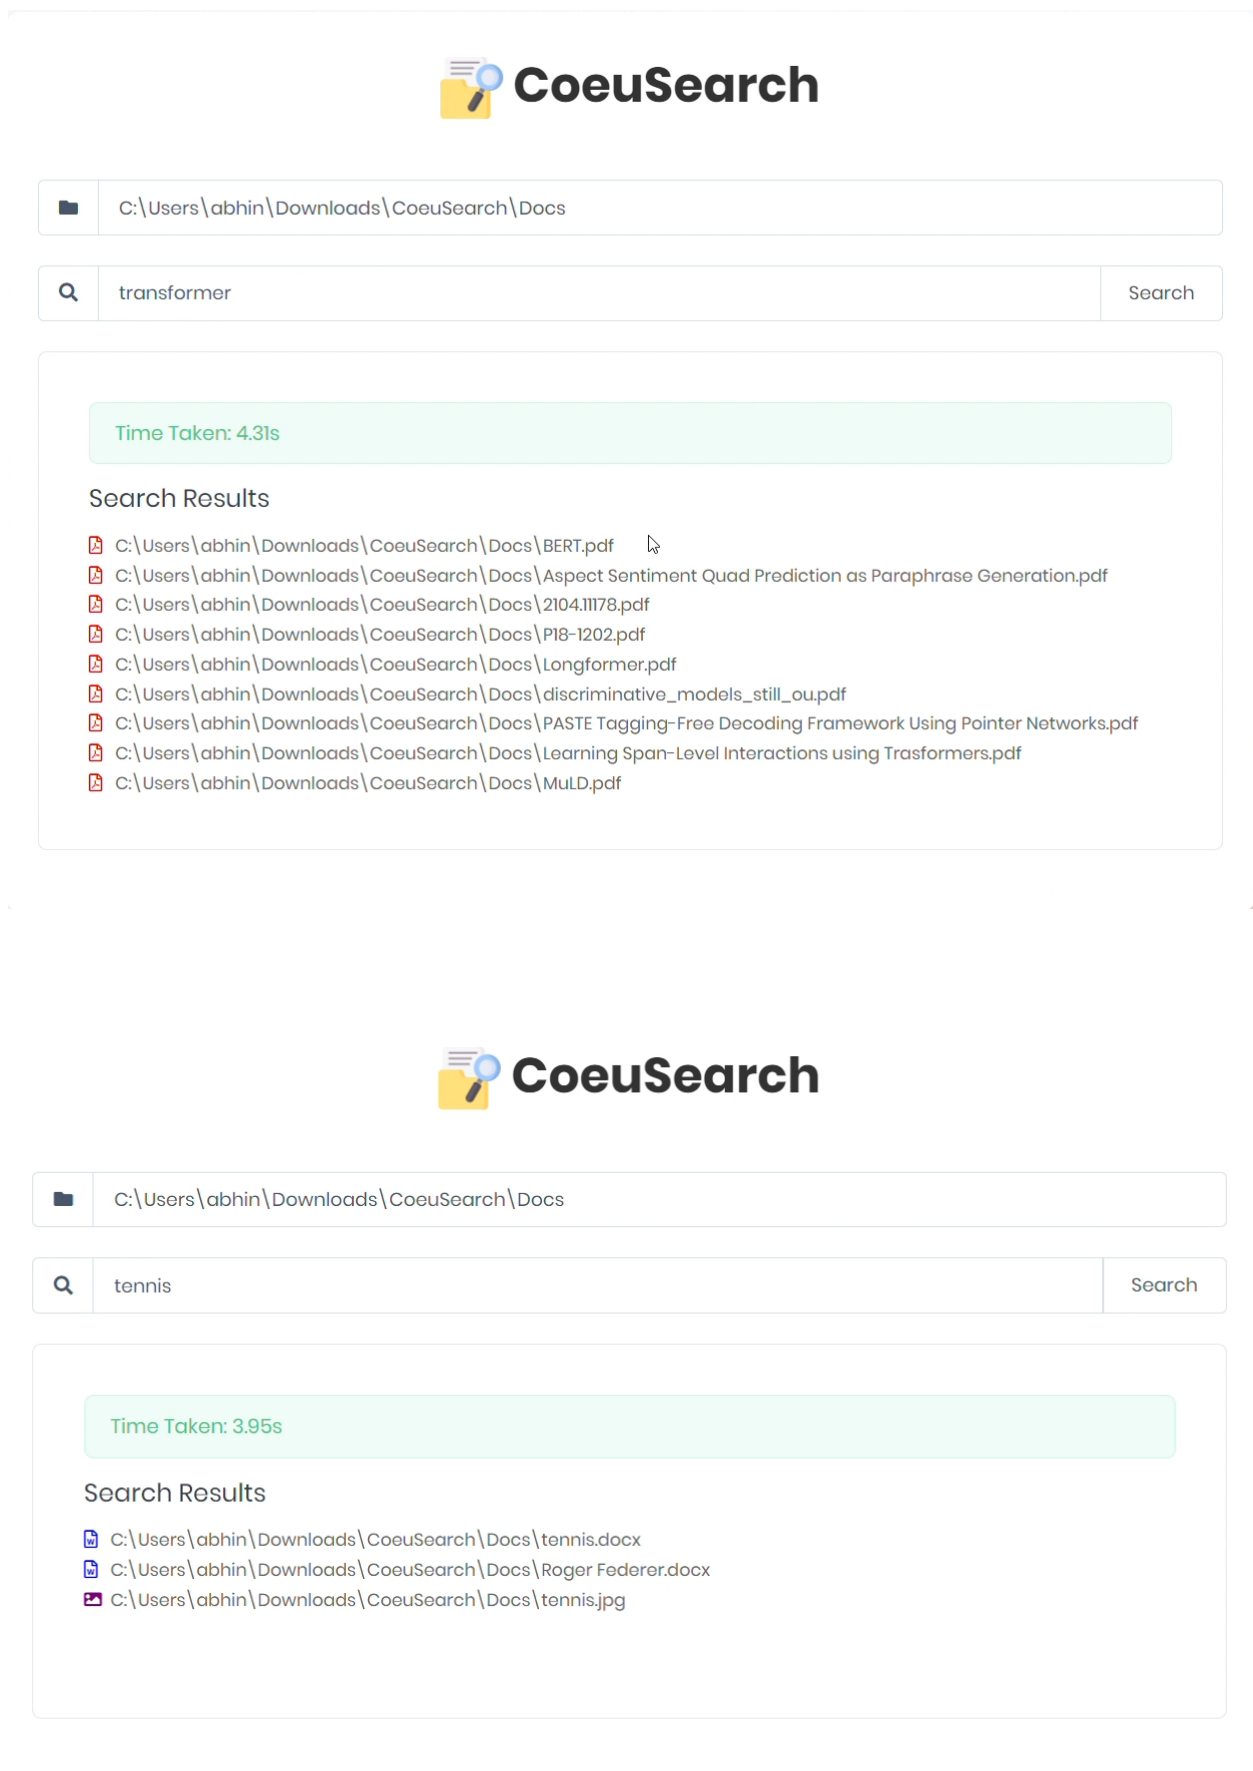 CoeuSearch
C:\Users\abhin\Downloads\CoeuSearch\Docs
transformer
Search
Time Taken: 4.31s
Search Results
C:\Users\abhin\Downloads\CoeuSearch\Docs\BERT.pdf
C:\Users\abhin\Downloads\CoeuSearch\Docs\Aspect Sentiment Quad Prediction as Paraphrase Generation.pdf
C:\Users\abhin\Downloads\CoeuSearch\Docs\2104.11178.pdf
C:\Users\abhin\Downloads\CoeuSearch\Docs\P18-1202.pdf
C:\Users\abhin\Downloads\CoeuSearch\Docs\Longformer.pdf
C:\Users\abhin\Downloads\CoeuSearch\Docs\discriminative_models_still_ou.pdf
C:\Users\abhin\Downloads\CoeuSearch\Docs\PASTE Tagging-Free Decoding Framework Using Pointer Networks.pdf
C:\Users\abhin\Downloads\CoeuSearch\Docs\Learning Span-Level Interactions using Trasformers.pdf
C:\Users\abhin\Downloads\CoeuSearch\Docs\MuLD.pdf
CoeuSearch
C:\Users\abhin\Downloads\CoeuSearch\Docs
tennis
Search
Time Taken: 3.95s
Search Results
C:\Users\abhin\Downloads\CoeuSearch\Docs\tennis.docx
C:\Users\abhin\Downloads\CoeuSearch\Docs\Roger Federer.docx
C:\Users\abhin\Downloads\CoeuSearch\Docs\tennis.jpg